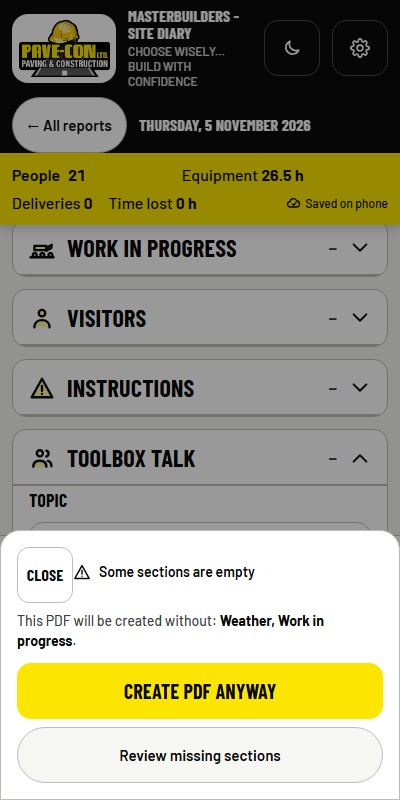 PAVE-CON LTD.
PAVING & CONSTRUCTION
MASTERBUILDERS -
SITE DIARY
CHOOSE WISELY...
BUILD WITH
CONFIDENCE
← All reports
THURSDAY, 5 NOVEMBER 2026
People 21
Equipment 26.5 h
Deliveries 0
Time lost 0 h
Saved on phone
WORK IN PROGRESS –
VISITORS –
INSTRUCTIONS –
TOOLBOX TALK –
TOPIC
CLOSE
Some sections are empty
This PDF will be created without: Weather, Work in
progress.
CREATE PDF ANYWAY
Review missing sections